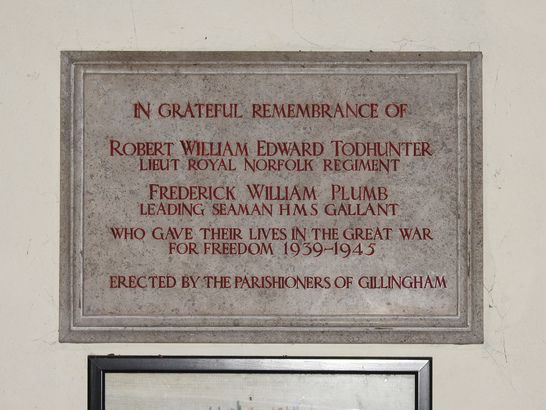 IN GRATEFUL REMEMBRANCE OF
ROBERT WILLIAM EDWARD TODHUNTER
LIEUT ROYAL NORFOLK REGIMENT
FREDERICK WILLIAM PLUMB
LEADING SEAMAN H M S GALLANT
WHO GAVE THEIR LIVES IN THE GREAT WAR
FOR FREEDOM 1939-1945
ERECTED BY THE PARISHIONERS OF GILLINGHAM